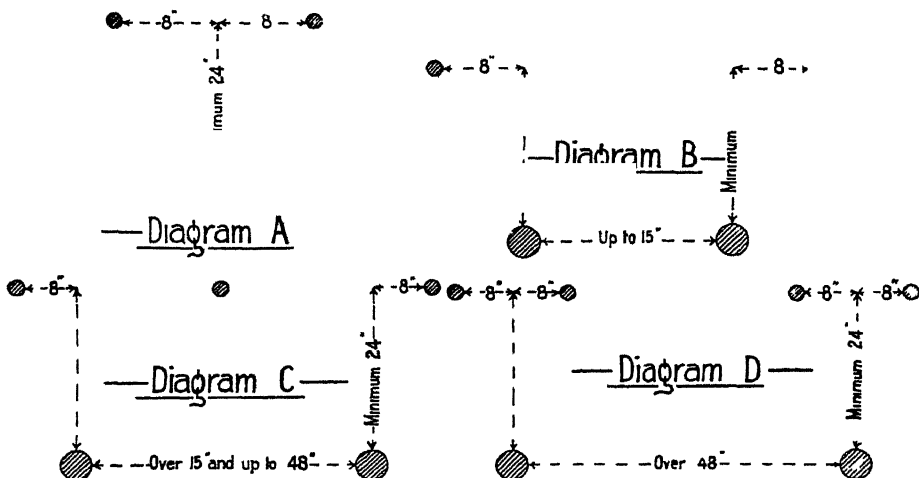 8" 8
imum 24"
Diagram A
8" 8
Minimum
Diagram B
Up to 15"
8" 8"
Minimum 24"
Diagram C
Over 15" and up to 48"
8" 8" 8" 8"
Minimum 24"
Diagram D
Over 48"